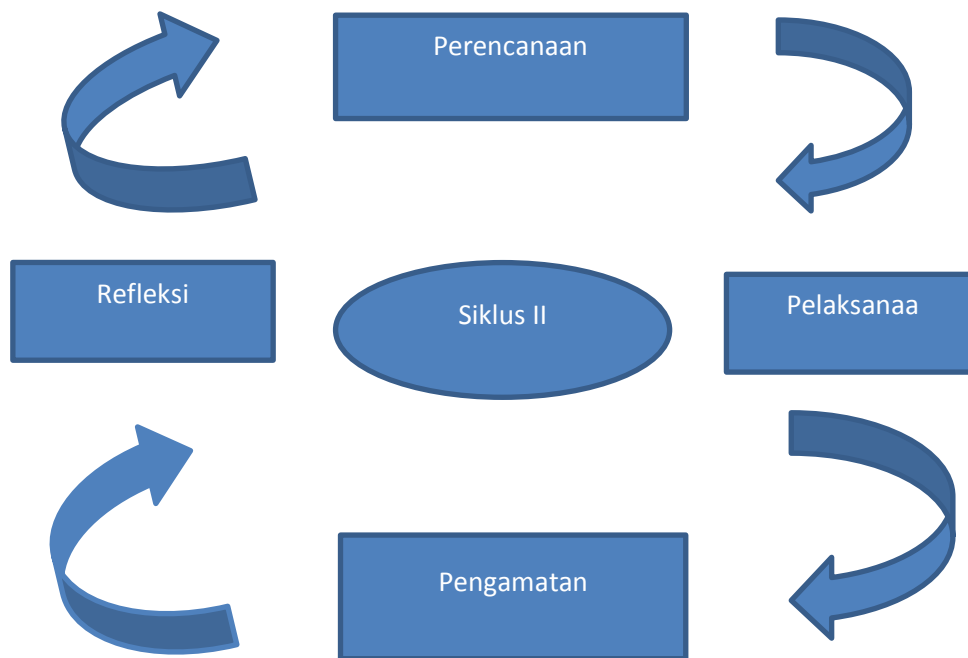 Perencanaan
Refleksi
Siklus II
Pelaksanaa
Pengamatan